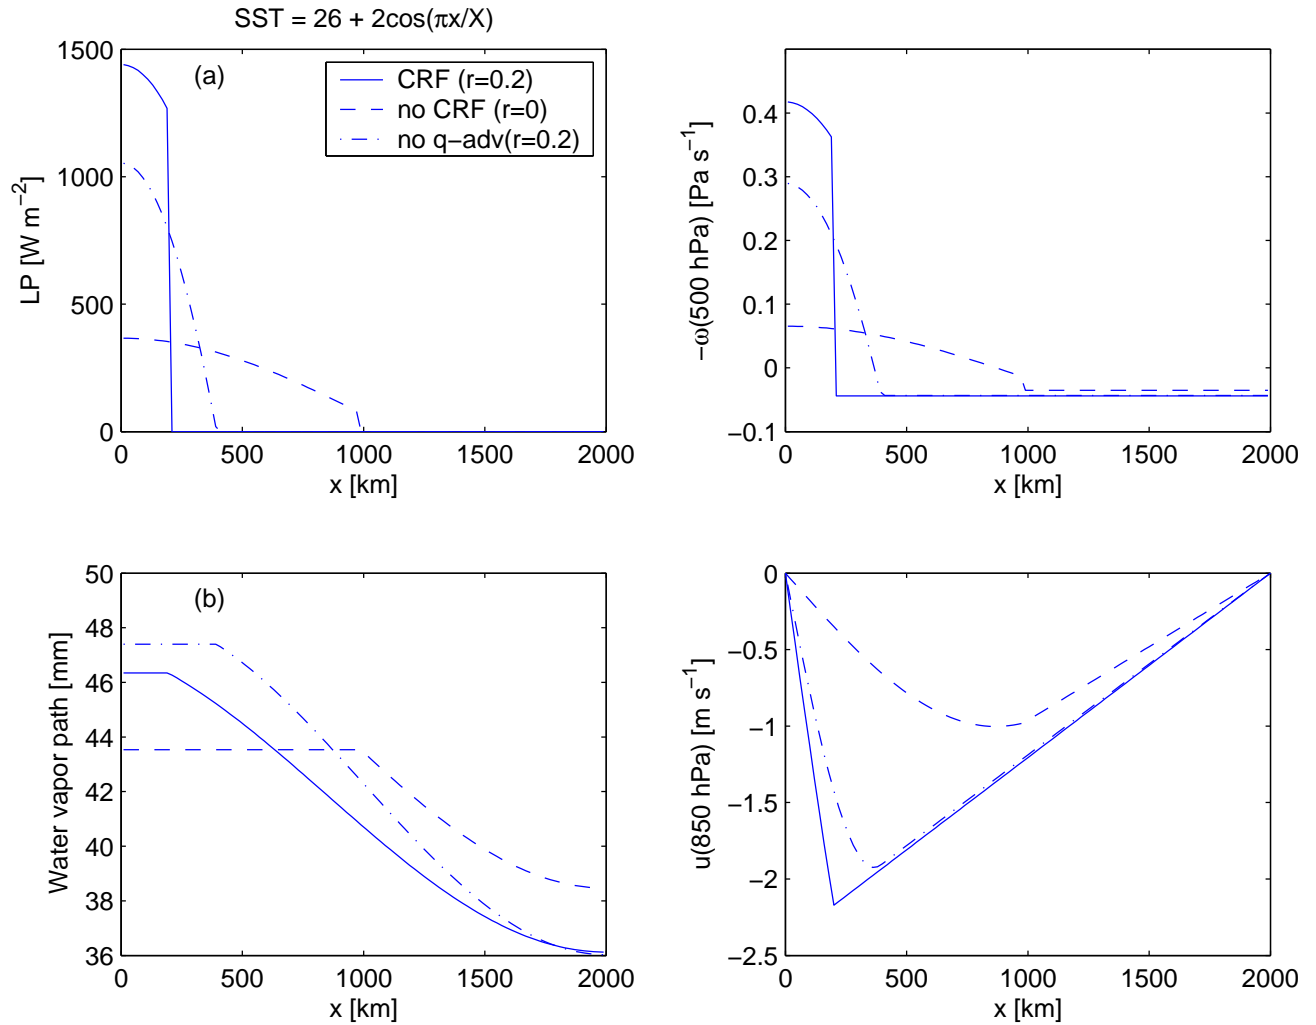 SST = 26 + 2cos(πx/X)
1500
1000
500
0
LP [W m⁻²]
(a)
CRF (r=0.2)
no CRF (r=0)
no q−adv(r=0.2)
0 500 1000 1500 2000
x [km]
0.4
0.3
0.2
0.1
0
−0.1
−ω(500 hPa) [Pa s⁻¹]
0 500 1000 1500 2000
x [km]
50
48
46
44
42
40
38
36
Water vapor path [mm]
(b)
0 500 1000 1500 2000
x [km]
0
−0.5
−1
−1.5
−2
−2.5
u(850 hPa) [m s⁻¹]
0 500 1000 1500 2000
x [km]